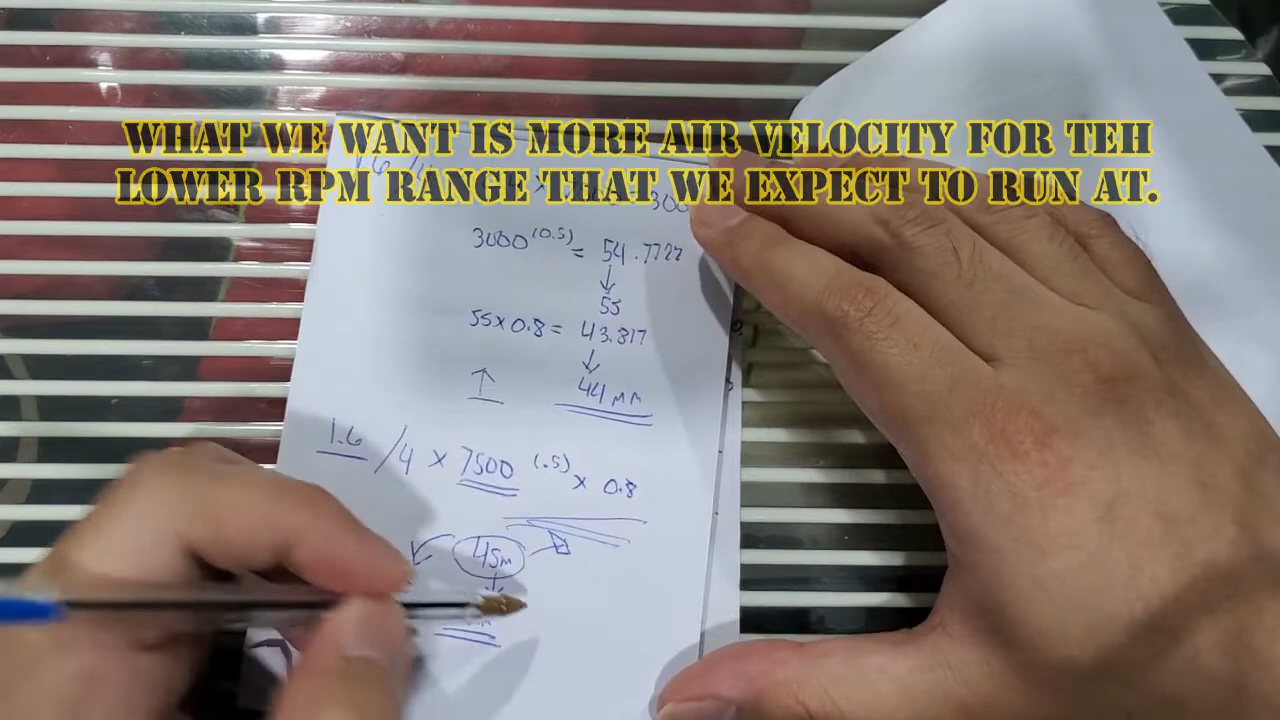 WHAT WE WANT IS MORE AIR VELOCITY FOR TEH
LOWER RPM RANGE THAT WE EXPECT TO RUN AT.
3000 (0.5) = 54.7722
↓
55
55 x 0.8 = 43.817
↓
↑ 44 mm
1.6 /4 x 7500 (.5) x 0.8
45m